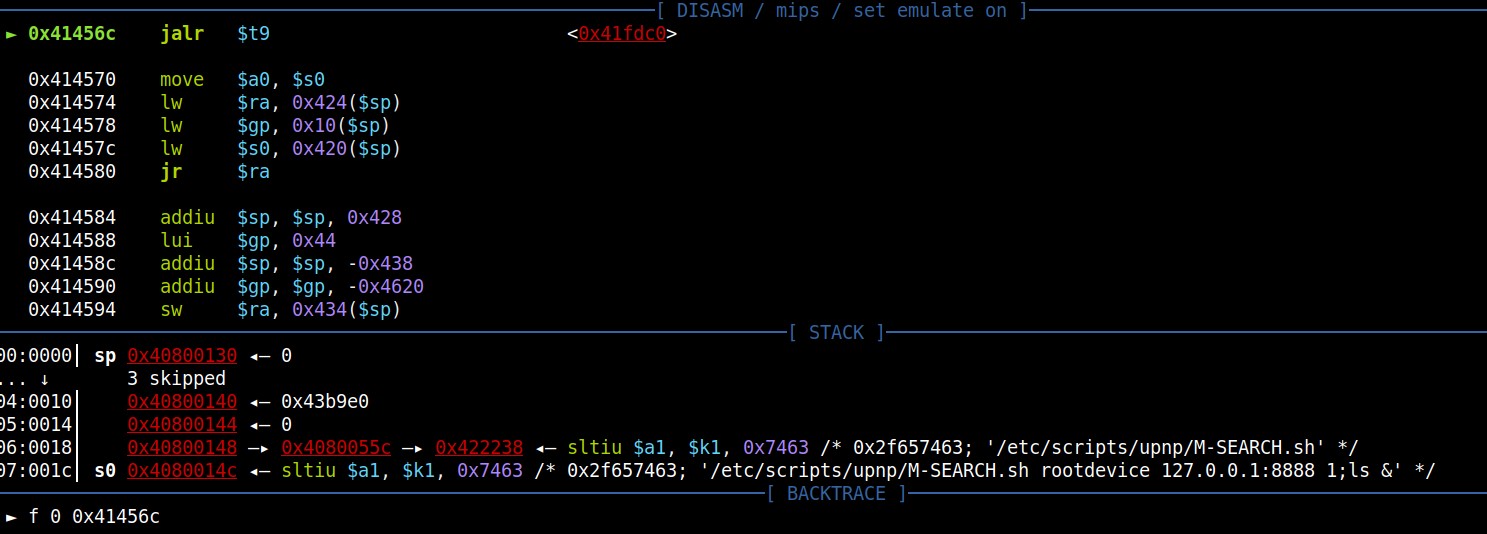 [ DISASM / mips / set emulate on ]
► 0x41456c jalr $t9 <0x41fdc0>
0x414570 move $a0, $s0
0x414574 lw $ra, 0x424($sp)
0x414578 lw $gp, 0x10($sp)
0x41457c lw $s0, 0x420($sp)
0x414580 jr $ra
0x414584 addiu $sp, $sp, 0x428
0x414588 lui $gp, 0x44
0x41458c addiu $sp, $sp, -0x438
0x414590 addiu $gp, $gp, -0x4620
0x414594 sw $ra, 0x434($sp)
[ STACK ]
00:0000│ sp 0x40800130 ◂— 0
... ↓ 3 skipped
04:0010│ 0x40800140 ◂— 0x43b9e0
05:0014│ 0x40800144 ◂— 0
06:0018│ 0x40800148 —▸ 0x4080055c —▸ 0x422238 ◂— sltiu $a1, $k1, 0x7463 /* 0x2f657463; '/etc/scripts/upnp/M-SEARCH.sh' */
07:001c│ s0 0x4080014c ◂— sltiu $a1, $k1, 0x7463 /* 0x2f657463; '/etc/scripts/upnp/M-SEARCH.sh rootdevice 127.0.0.1:8888 1;ls &' */
[ BACKTRACE ]
► f 0 0x41456c